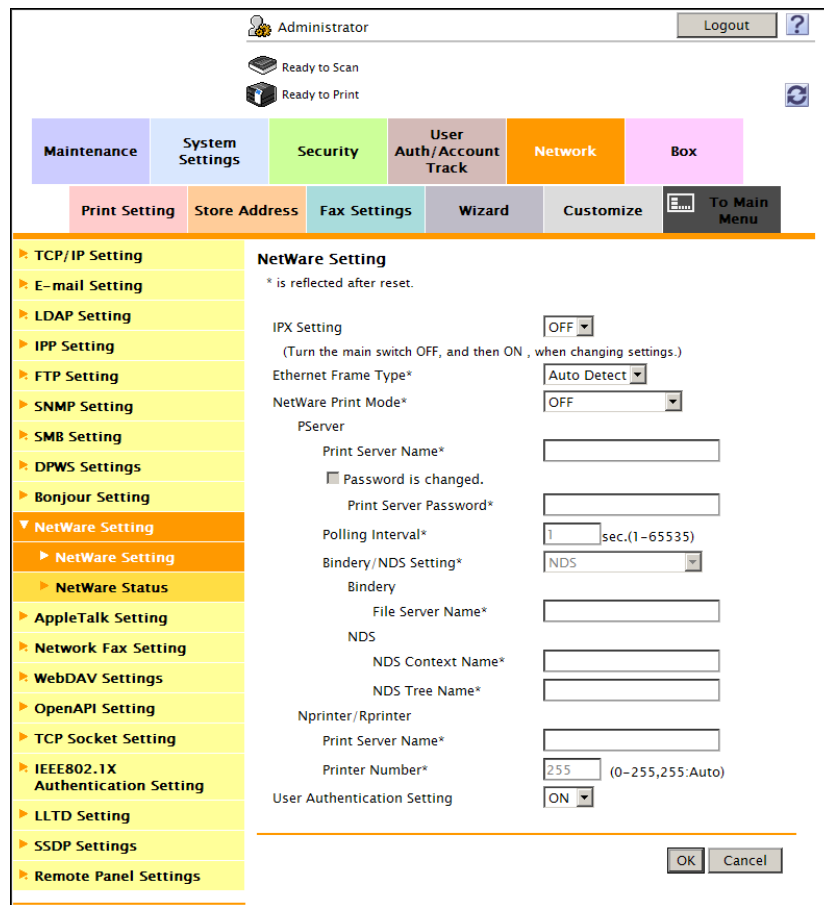 Administrator
Logout
?
Ready to Scan
Ready to Print
Maintenance
System
Settings
Security
User
Auth/Account
Track
Network
Box
Print Setting
Store Address
Fax Settings
Wizard
Customize
To Main
Menu
TCP/IP Setting
E-mail Setting
LDAP Setting
IPP Setting
FTP Setting
SNMP Setting
SMB Setting
DPWS Settings
Bonjour Setting
NetWare Setting
NetWare Setting
NetWare Status
AppleTalk Setting
Network Fax Setting
WebDAV Settings
OpenAPI Setting
TCP Socket Setting
IEEE802.1X
Authentication Setting
LLTD Setting
SSDP Settings
Remote Panel Settings
NetWare Setting
* is reflected after reset.
IPX Setting OFF
(Turn the main switch OFF, and then ON , when changing settings.)
Ethernet Frame Type* Auto Detect
NetWare Print Mode* OFF
PServer
Print Server Name*
Password is changed.
Print Server Password*
Polling Interval* 1 sec.(1-65535)
Bindery/NDS Setting* NDS
Bindery
File Server Name*
NDS
NDS Context Name*
NDS Tree Name*
Nprinter/Rprinter
Print Server Name*
Printer Number* 255 (0-255,255:Auto)
User Authentication Setting ON
OK Cancel